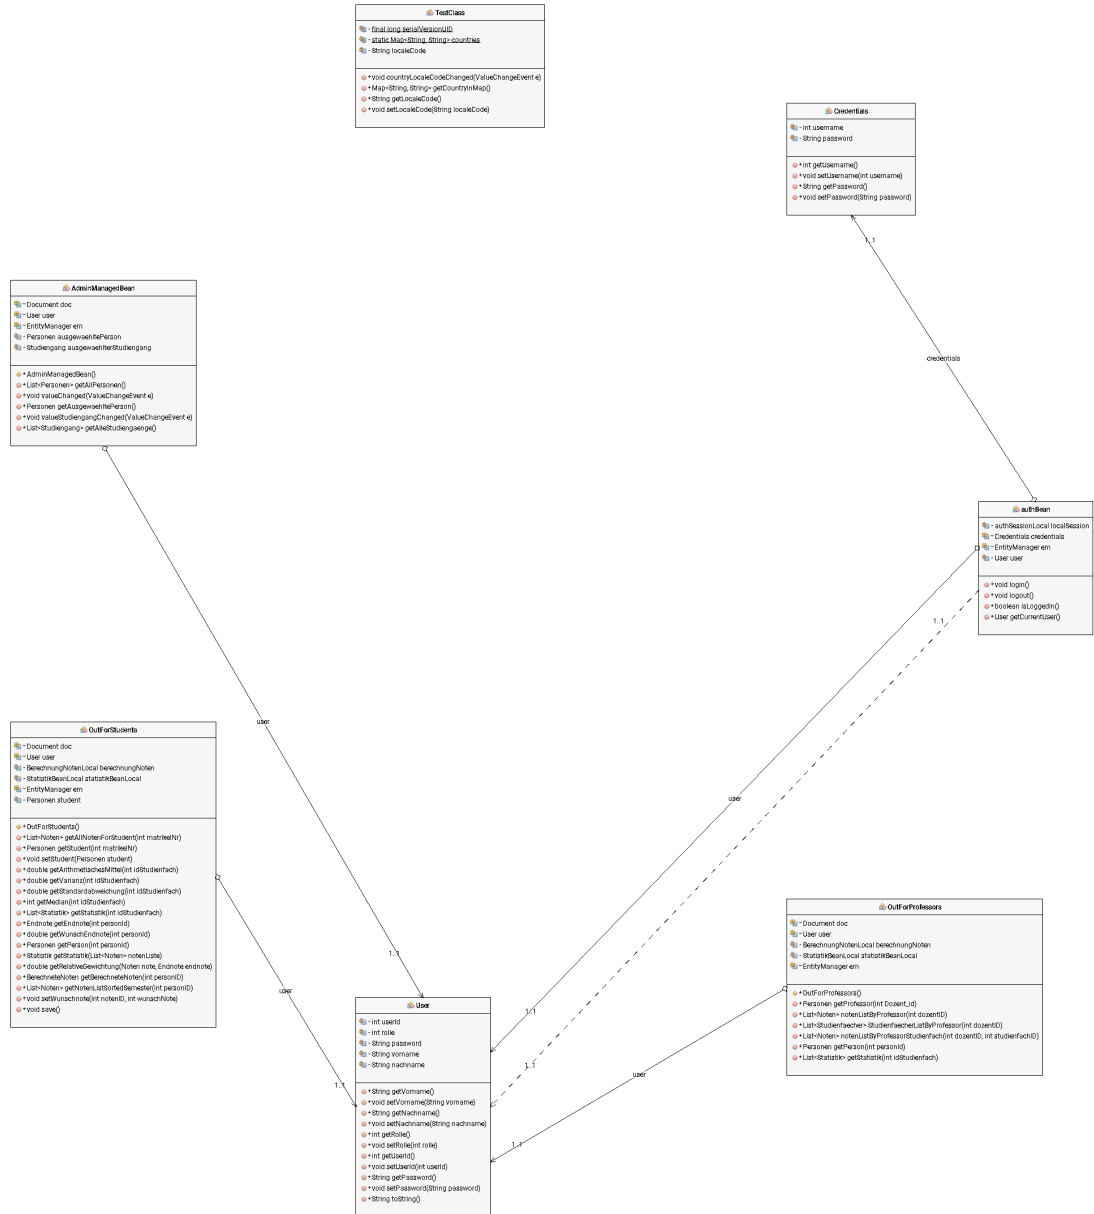 TestClass
- final long serialVersionUID
- static Map<String, String> countries
- String localeCode
+void countryLocaleCodeChanged(ValueChangeEvent e)
+Map<String, String> getCountryInMap()
+String getLocaleCode()
+void setLocaleCode(String localeCode)
Credentials
- int username
- String password
+int getUsername()
+void setUsername(int username)
+String getPassword()
+void setPassword(String password)
1..1
credentials
AdminManagedBean
~Document doc
~User user
~EntityManager em
- Personen ausgewaehltePerson
- Studiengang ausgewaehlterStudiengang
+AdminManagedBean()
+List<Personen> getAllPersonen()
+void valueChanged(ValueChangeEvent e)
+Personen getAusgewaehltePerson()
+void valueStudiengangChanged(ValueChangeEvent e)
+List<Studiengang> getAlleStudiengaenge()
authBean
- authSessionLocal localSession
~Credentials credentials
~EntityManager em
- User user
+void login()
+void logout()
+boolean isLoggedIn()
+User getCurrentUser()
1..1
user
user
1..1
OutForStudents
~Document doc
~User user
- BerechnungNotenLocal berechnungNoten
- StatistikBeanLocal statistikBeanLocal
~EntityManager em
- Personen student
+OutForStudents()
+List<Noten> getAllNotenForStudent(int matrikelNr)
+Personen getStudent(int matrikelNr)
+void setStudent(Personen student)
+double getArithmetischesMittel(int idStudienfach)
+double getVarianz(int idStudienfach)
+double getStandardabweichung(int idStudienfach)
+int getMedian(int idStudienfach)
+List<Statistik> getStatistik(int idStudienfach)
+Endnote getEndnote(int personId)
+double getWunschEndnote(int personId)
+Personen getPerson(int personId)
+Statistik getStatistik(List<Noten> notenListe)
+double getRelativeGewichtung(Noten note, Endnote endnote)
+BerechneteNoten getBerechneteNoten(int personID)
+List<Noten> getNotenListSortedSemester(int personID)
+void setWunschnote(int notenID, int wunschNote)
+void save()
user
1..1
OutForProfessors
~Document doc
~User user
- BerechnungNotenLocal berechnungNoten
- StatistikBeanLocal statistikBeanLocal
~EntityManager em
+OutForProfessors()
+Personen getProfessor(int Dozent_id)
+List<Noten> notenListByProfessor(int dozentID)
+List<Studienfaecher> StudienfaecherListByProfessor(int dozentID)
+List<Noten> notenListByProfessorStudienfach(int dozentID, int studienfachID)
+Personen getPerson(int personId)
+List<Statistik> getStatistik(int idStudienfach)
1..1
1..1
user
1..1
User
- int userId
- int rolle
- String password
- String vorname
- String nachname
+String getVorname()
+void setVorname(String vorname)
+String getNachname()
+void setNachname(String nachname)
+int getRolle()
+void setRolle(int rolle)
+int getUserId()
+void setUserId(int userId)
+String getPassword()
+void setPassword(String password)
+String toString()